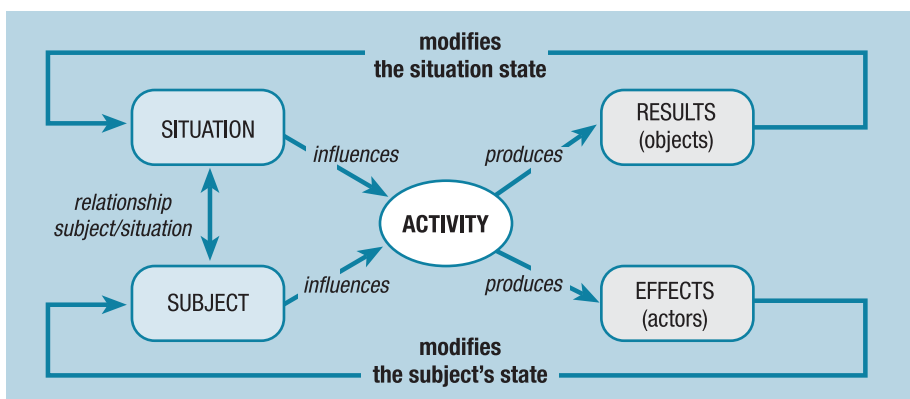 modifies
the situation state
SITUATION
RESULTS
(objects)
influences
produces
relationship
subject/situation
ACTIVITY
SUBJECT
influences
produces
EFFECTS
(actors)
modifies
the subject's state